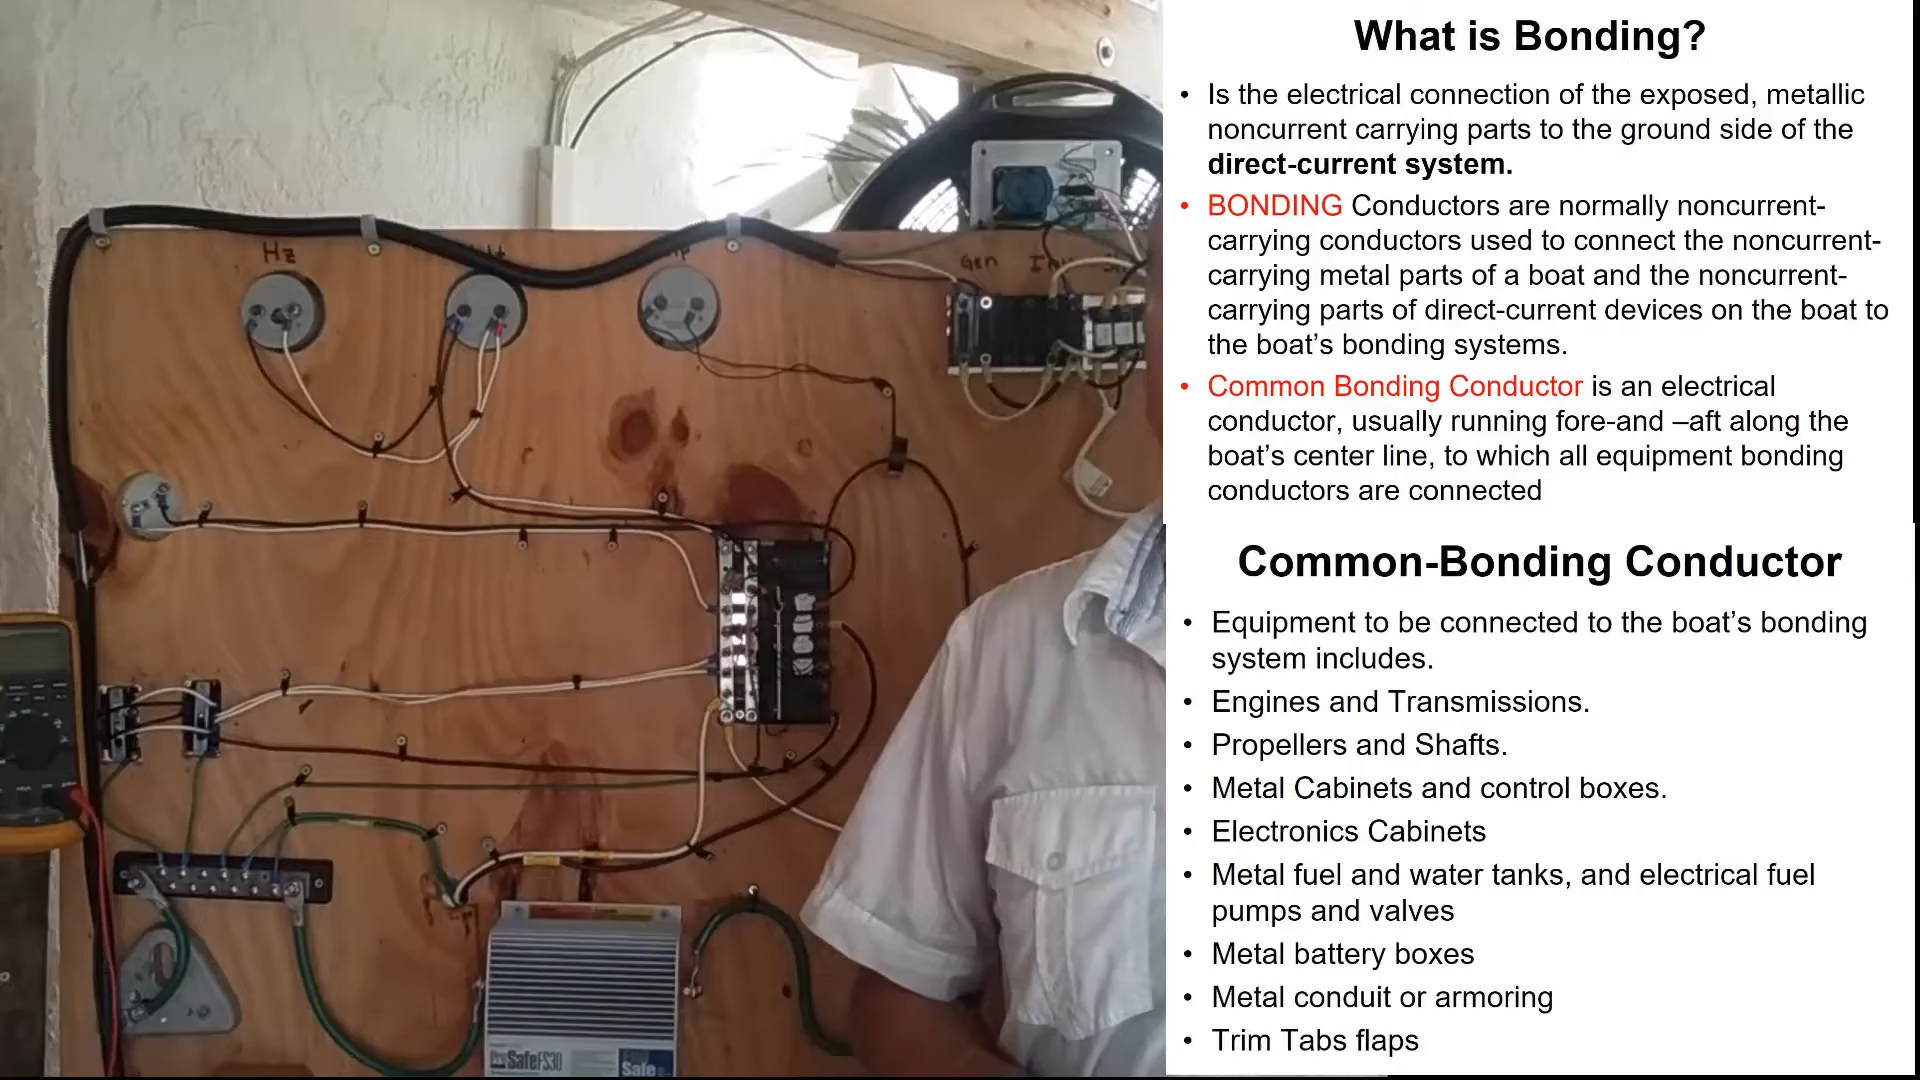 What is Bonding?
• Is the electrical connection of the exposed, metallic
noncurrent carrying parts to the ground side of the
direct-current system.
• BONDING Conductors are normally noncurrent-
carrying conductors used to connect the noncurrent-
carrying metal parts of a boat and the noncurrent-
carrying parts of direct-current devices on the boat to
the boat’s bonding systems.
• Common Bonding Conductor is an electrical
conductor, usually running fore-and –aft along the
boat’s center line, to which all equipment bonding
conductors are connected
Common-Bonding Conductor
• Equipment to be connected to the boat’s bonding
system includes.
• Engines and Transmissions.
• Propellers and Shafts.
• Metal Cabinets and control boxes.
• Electronics Cabinets
• Metal fuel and water tanks, and electrical fuel
pumps and valves
• Metal battery boxes
• Metal conduit or armoring
• Trim Tabs flaps
Hz
Gen
ProSafeFS30
Safe